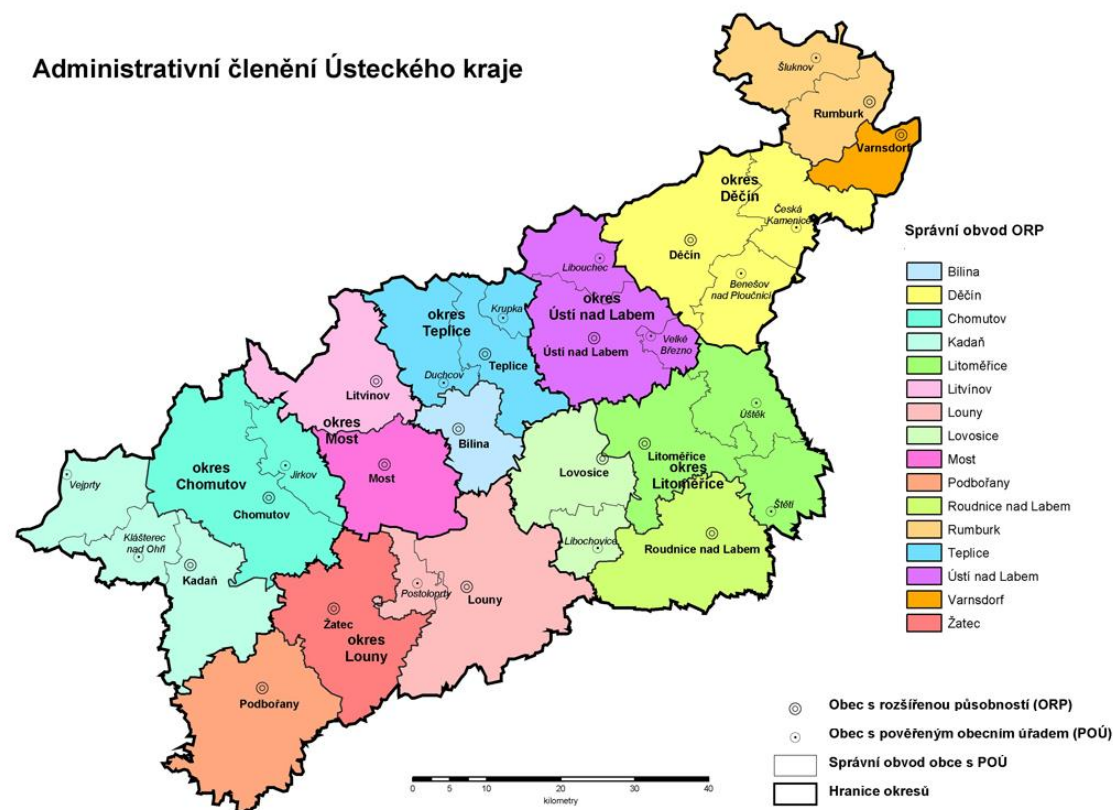 Administrativní členění Ústeckého kraje
Šluknov
Rumburk
Varnsdorf
okres
Děčín
Česká
Kamenice
Děčín
Benešov
nad Ploučnicí
Libouchec
okres
Ústí nad Labem
Ústí nad Labem
Velké
Březno
okres
Teplice
Krupka
Teplice
Duchcov
Litvínov
okres
Most
Bílina
Most
Úštěk
Litoměřice
okres
Litoměřice
Lovosice
Štětí
Libochovice
Roudnice nad Labem
Vejprty
okres
Chomutov
Jirkov
Chomutov
Klášterec
nad Ohří
Kadaň
Postoloprty
Louny
Žatec
okres
Louny
Podbořany
Správní obvod ORP
Bílina
Děčín
Chomutov
Kadaň
Litoměřice
Litvínov
Louny
Lovosice
Most
Podbořany
Roudnice nad Labem
Rumburk
Teplice
Ústí nad Labem
Varnsdorf
Žatec
Obec s rozšířenou působností (ORP)
Obec s pověřeným obecním úřadem (POÚ)
Správní obvod obce s POÚ
Hranice okresů
0 5 10 20 30 40
kilometry